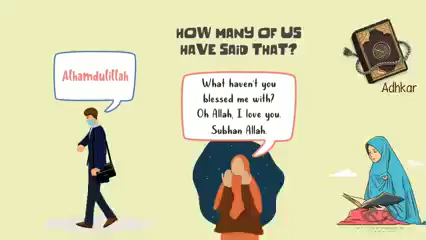 HOW MANY OF US
HAVE SAID THAT?
Alhamdulillah
What haven't you
blessed me with?
Oh Allah, I love you.
Subhan Allah.
Adhkar